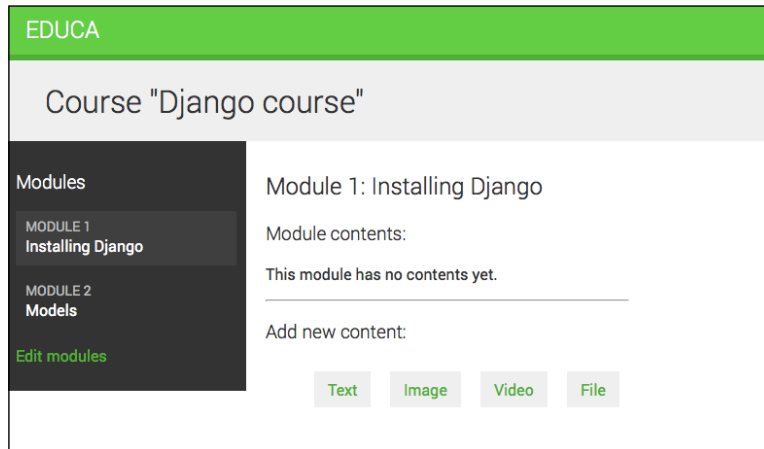 EDUCA
Course "Django course"
Modules
MODULE 1
Installing Django
MODULE 2
Models
Edit modules
Module 1: Installing Django
Module contents:
This module has no contents yet.
Add new content:
Text Image Video File